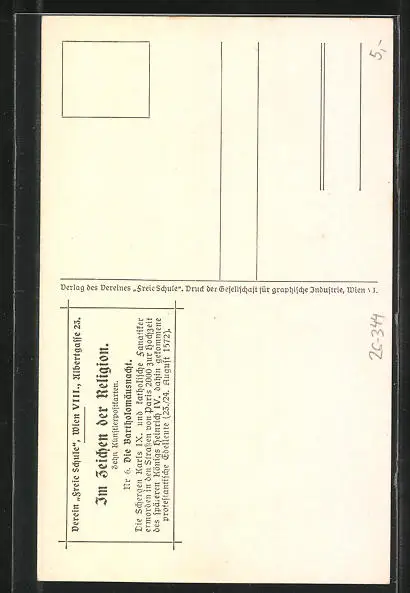 5,-
Verlag des Vereines „Freie Schule“. Druck der Gesellschaft für graphische Industrie, Wien VI.
26-344
Verein „Freie Schule“, Wien VIII., Albertgasse 23.
Im Zeichen der Religion.
Zehn Künstlerpostkarten.
Nr 6. Die Bartholomäusnacht.
Die Schergen Karls IX. und katholische Fanatiker
ermorden in den Straßen von Paris 2000 zur Hochzeit
des späteren Königs Heinrich IV. dahin gekommene
protestantische Edelleute (23./24. August 1572).